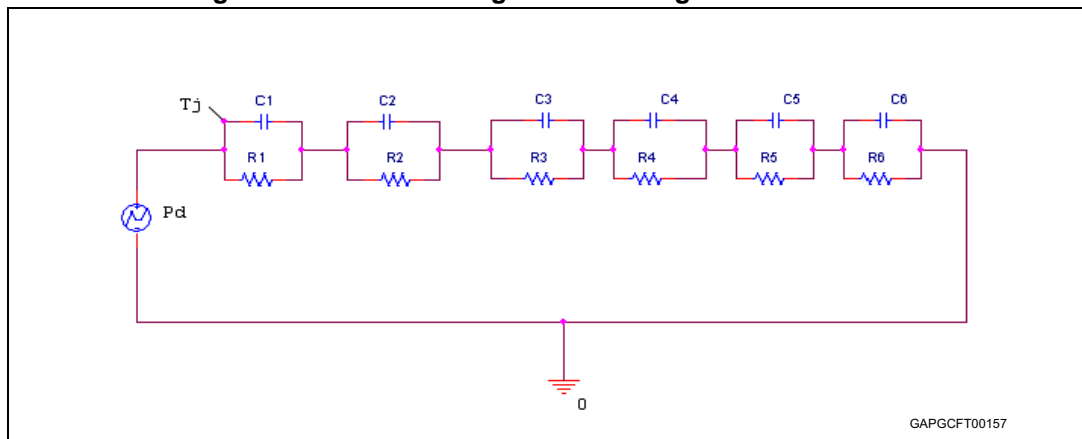 Tj
C1 C2 C3 C4 C5 C6
R1 R2 R3 R4 R5 R6
Pd
0
GAPGCFT00157